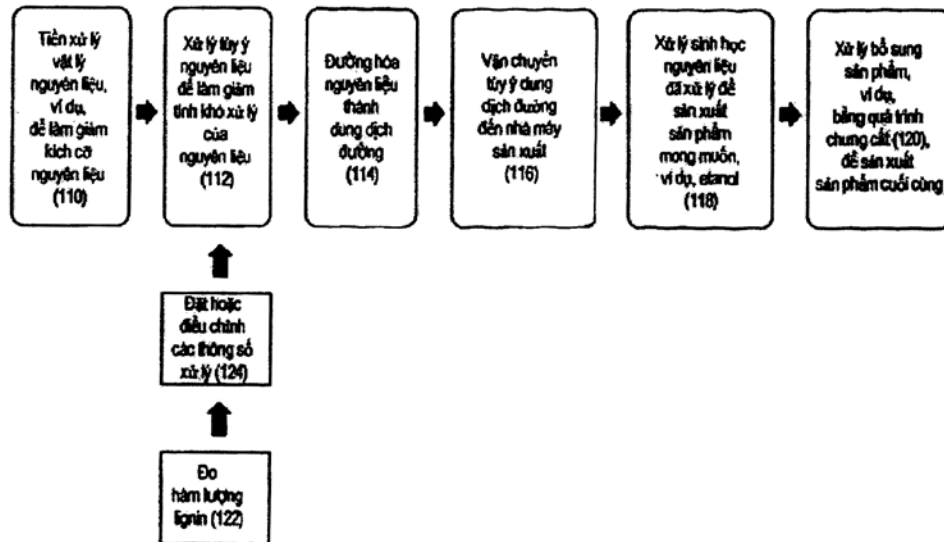 Tiền xử lý
vật lý
nguyên liệu,
ví dụ,
để làm giảm
kích cỡ
nguyên liệu
(110)
Xử lý tùy ý
nguyên liệu
để làm giảm
tính khó xử lý
của
nguyên liệu
(112)
Đường hóa
nguyên liệu
thành
dung dịch
đường
(114)
Vận chuyển
tùy ý dung
dịch đường
đến nhà máy
sản xuất
(116)
Xử lý sinh học
nguyên liệu
đã xử lý để
sản xuất
sản phẩm
mong muốn,
ví dụ, etanol
(118)
Xử lý bổ sung
sản phẩm,
ví dụ,
bằng quá trình
chưng cất (120),
để sản xuất
sản phẩm cuối cùng
Đặt hoặc
điều chỉnh
các thông số
xử lý (124)
Đo
hàm lượng
lignin (122)